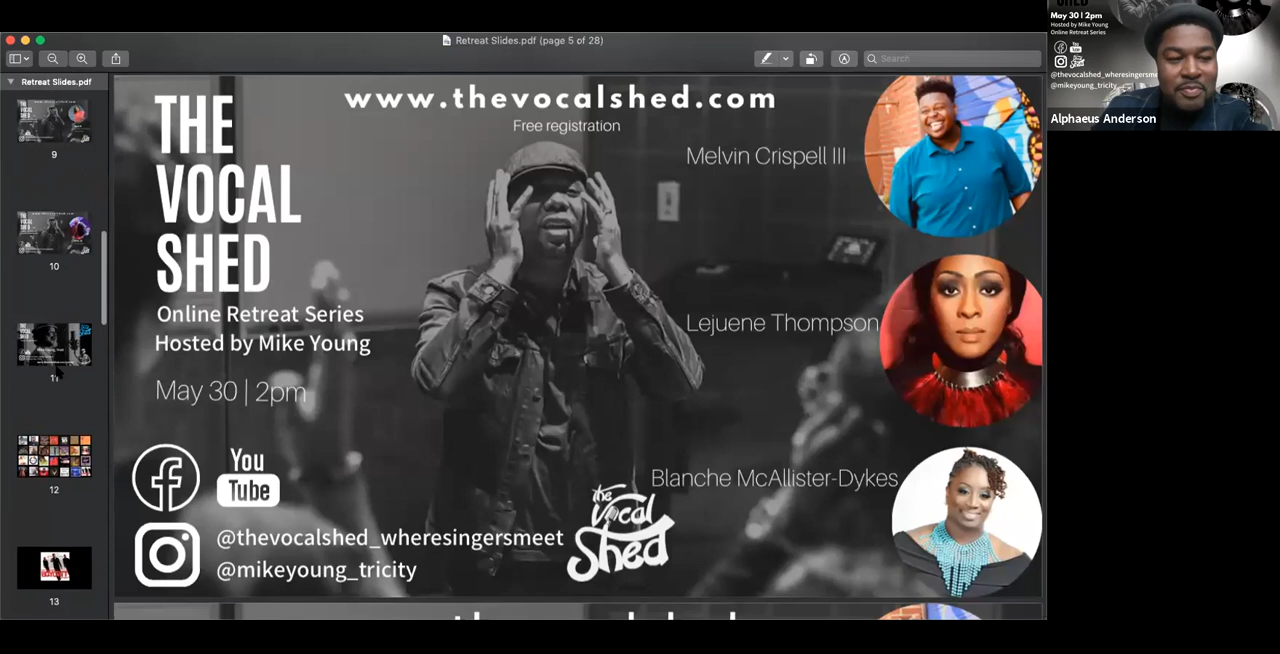 Retreat Slides.pdf (page 5 of 28)
Search
Retreat Slides.pdf
9
10
11
12
13
www.thevocalshed.com
Free registration
THE
VOCAL
SHED
Online Retreat Series
Hosted by Mike Young
May 30 | 2pm
You
Tube
@thevocalshed_wheresingersmeet
@mikeyoung_tricity
the
Vocal
Shed
Melvin Crispell III
Lejuene Thompson
Blanche McAllister-Dykes
SHED
May 30 | 2pm
Hosted by Mike Young
Online Retreat Series
@thevocalshed_wheresingersme
@mikeyoung_tricity
Alphaeus Anderson